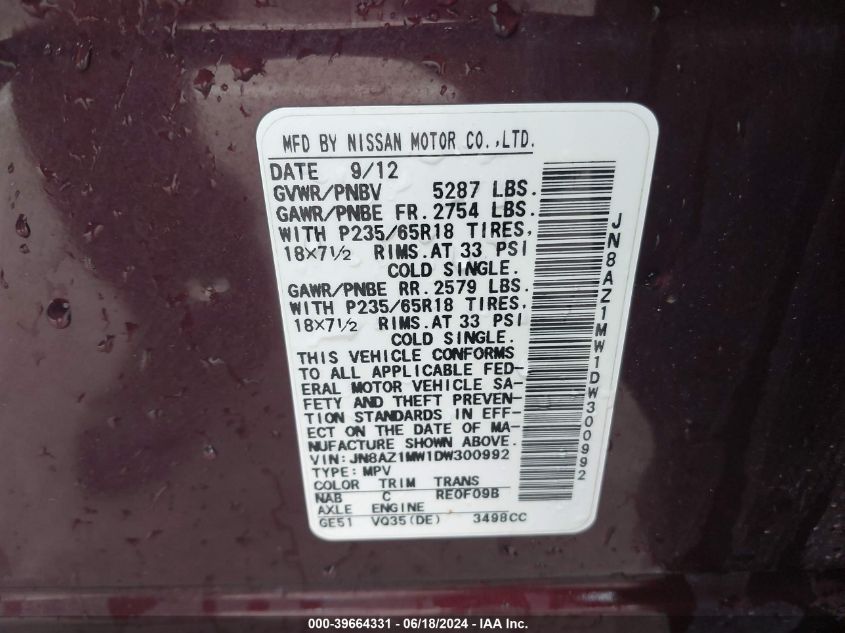 MFD BY NISSAN MOTOR CO.,LTD.
DATE 9/12
GVWR/PNBV 5287 LBS.
GAWR/PNBE FR. 2754 LBS.
WITH P235/65R18 TIRES,
18×7½ RIMS.AT 33 PSI
COLD SINGLE.
GAWR/PNBE RR. 2579 LBS.
WITH P235/65R18 TIRES,
18×7½ RIMS.AT 33 PSI
COLD SINGLE.
THIS VEHICLE CONFORMS
TO ALL APPLICABLE FED-
ERAL MOTOR VEHICLE SA-
FETY AND THEFT PREVEN-
TION STANDARDS IN EFF-
ECT ON THE DATE OF MA-
NUFACTURE SHOWN ABOVE.
VIN:JN8AZ1MW1DW300992
TYPE:MPV
COLOR TRIM TRANS
NAB C RE0F09B
AXLE ENGINE
GE51 VQ35(DE) 3498CC
JN8AZ1MW1DW300992
000-39664331 - 06/18/2024 - IAAI.com